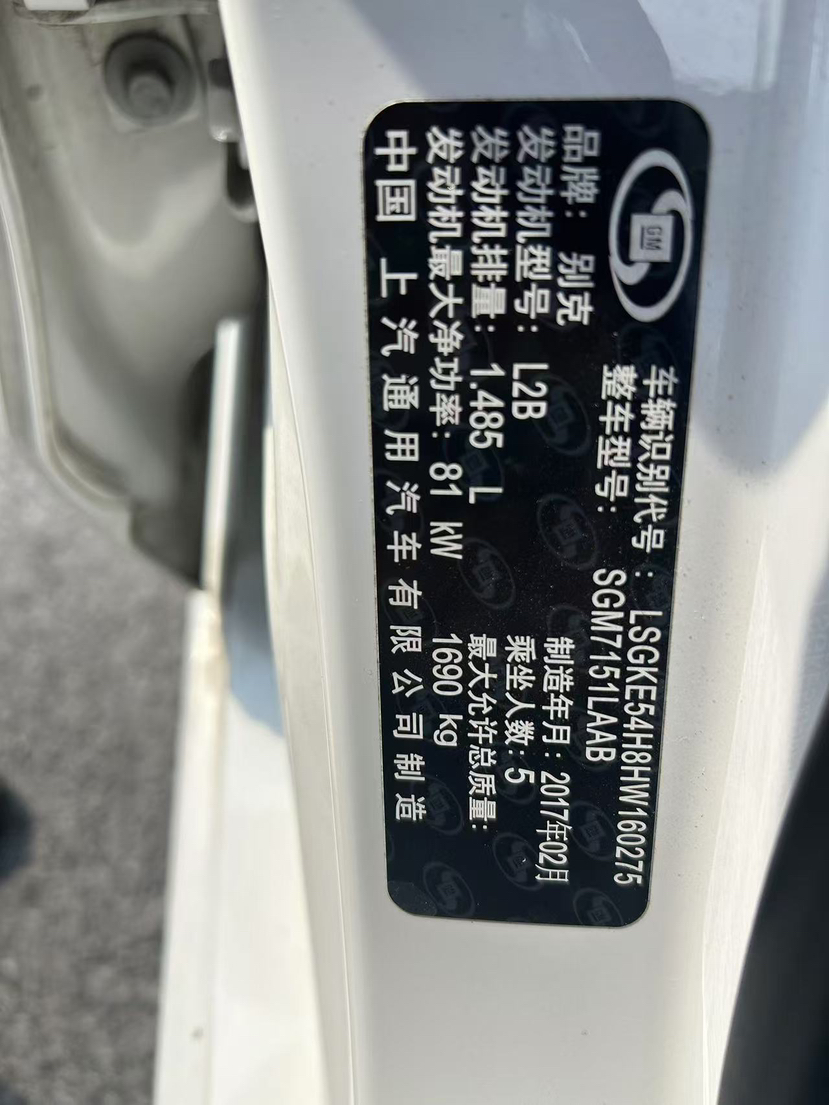 GM
车辆识别代号：LSGKE54H8HW160275
整车型号：SGM7151LAAB
品牌：别克
制造年月：2017年02月
发动机型号：L2B
乘坐人数：5
发动机排量：1.485 L
最大允许总质量：
发动机最大净功率：81 kW
1690 kg
中国 上汽通用汽车有限公司制造